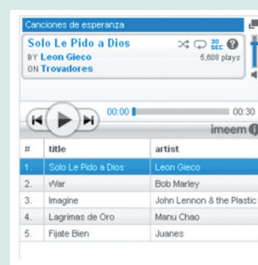 Canciones de esperanza
Solo Le Pido a Dios
30 SEC ?
BY Leon Gieco
5,608 plays
ON Trovadores
00:00 00:30
imeem
# title artist
1. Solo Le Pido a Dios Leon Gieco
2. War Bob Marley
3. Imagine John Lennon & the Plastic
4. Lagrimas de Oro Manu Chao
5. Fijate Bien Juanes